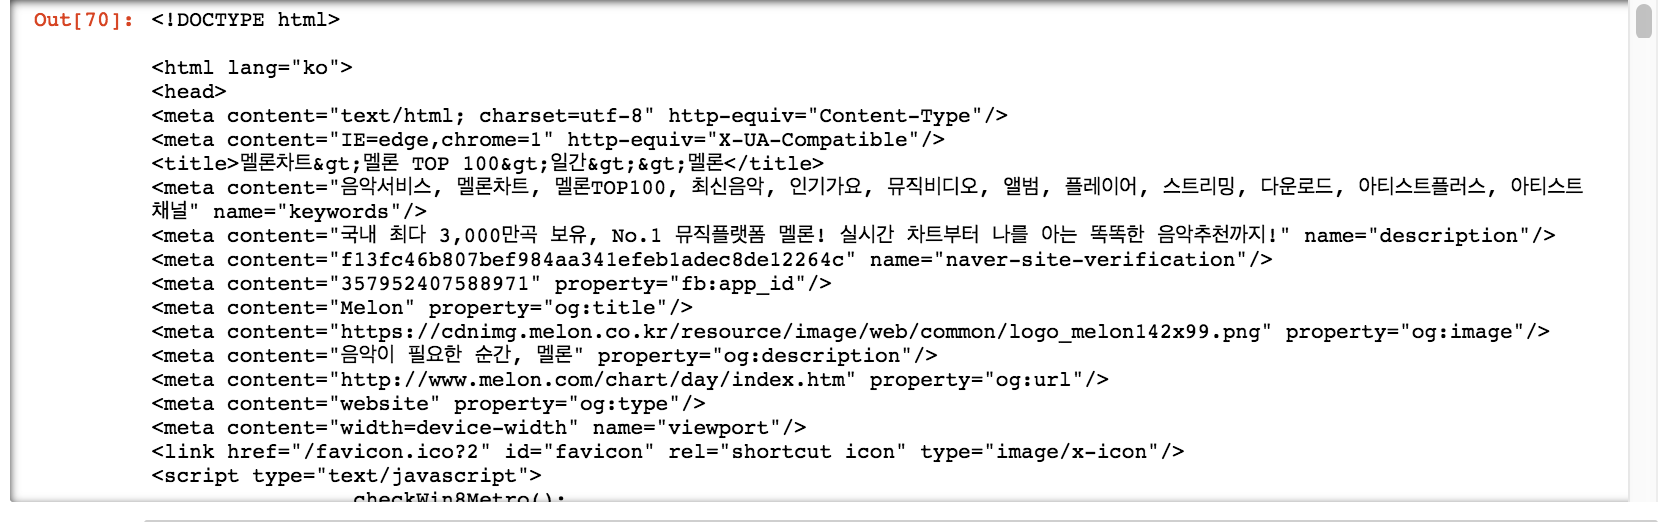 Out[70]: <!DOCTYPE html>
<html lang="ko">
<head>
<meta content="text/html; charset=utf-8" http-equiv="Content-Type"/>
<meta content="IE=edge,chrome=1" http-equiv="X-UA-Compatible"/>
<title>멜론차트&gt;멜론 TOP 100&gt;일간&gt;&gt;멜론</title>
<meta content="음악서비스, 멜론차트, 멜론TOP100, 최신음악, 인기가요, 뮤직비디오, 앨범, 플레이어, 스트리밍, 다운로드, 아티스트플러스, 아티스트
채널" name="keywords"/>
<meta content="국내 최다 3,000만곡 보유, No.1 뮤직플랫폼 멜론! 실시간 차트부터 나를 아는 똑똑한 음악추천까지!" name="description"/>
<meta content="f13fc46b807bef984aa341efeb1adec8de12264c" name="naver-site-verification"/>
<meta content="357952407588971" property="fb:app_id"/>
<meta content="Melon" property="og:title"/>
<meta content="https://cdnimg.melon.co.kr/resource/image/web/common/logo_melon142x99.png" property="og:image"/>
<meta content="음악이 필요한 순간, 멜론" property="og:description"/>
<meta content="http://www.melon.com/chart/day/index.htm" property="og:url"/>
<meta content="website" property="og:type"/>
<meta content="width=device-width" name="viewport"/>
<link href="/favicon.ico?2" id="favicon" rel="shortcut icon" type="image/x-icon"/>
<script type="text/javascript">
checkWin8Metro();